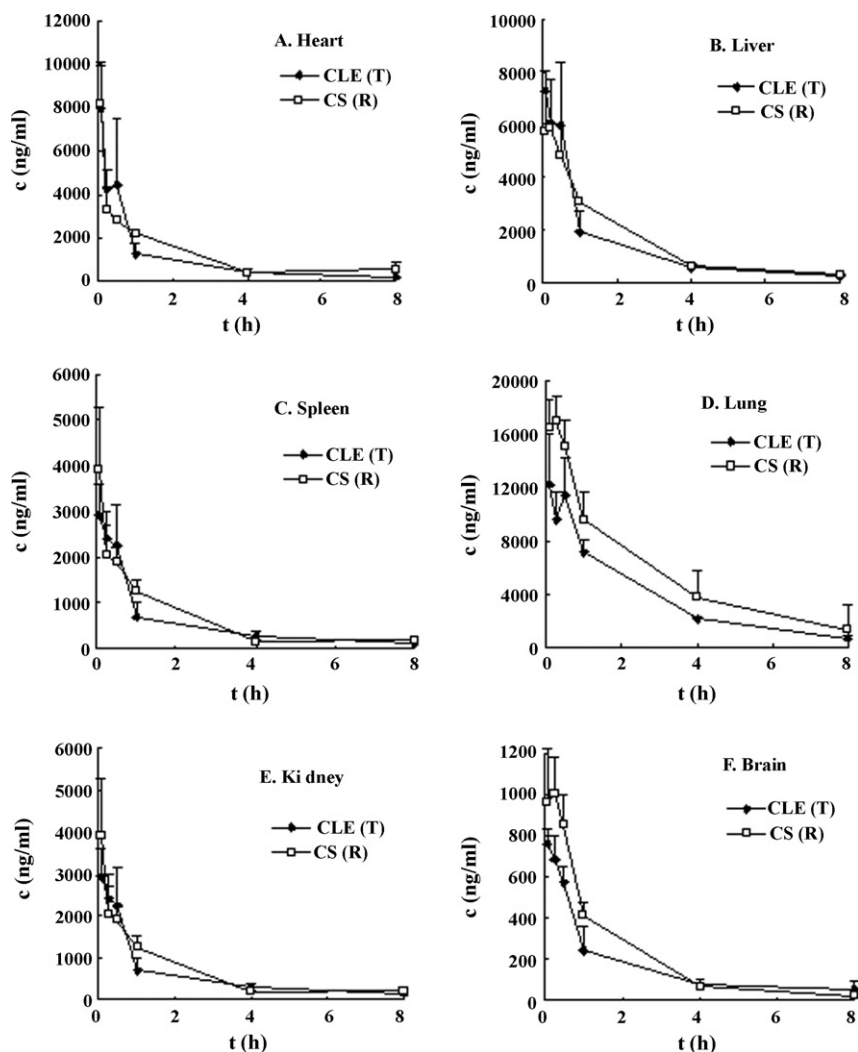 A. Heart
CLE (T)
CS (R)
c (ng/ml)
12000
10000
8000
6000
4000
2000
0
0 2 4 6 8
t (h)
B. Liver
CLE (T)
CS (R)
c (ng/ml)
10000
8000
6000
4000
2000
0
0 2 4 6 8
t (h)
C. Spleen
CLE (T)
CS (R)
c (ng/ml)
6000
5000
4000
3000
2000
1000
0
0 2 4 6 8
t (h)
D. Lung
CLE (T)
CS (R)
c (ng/ml)
20000
16000
12000
8000
4000
0
0 2 4 6 8
t (h)
E. Ki dney
CLE (T)
CS (R)
c (ng/ml)
6000
5000
4000
3000
2000
1000
0
0 2 4 6 8
t (h)
F. Brain
CLE (T)
CS (R)
c (ng/ml)
1200
1000
800
600
400
200
0
0 2 4 6 8
t (h)